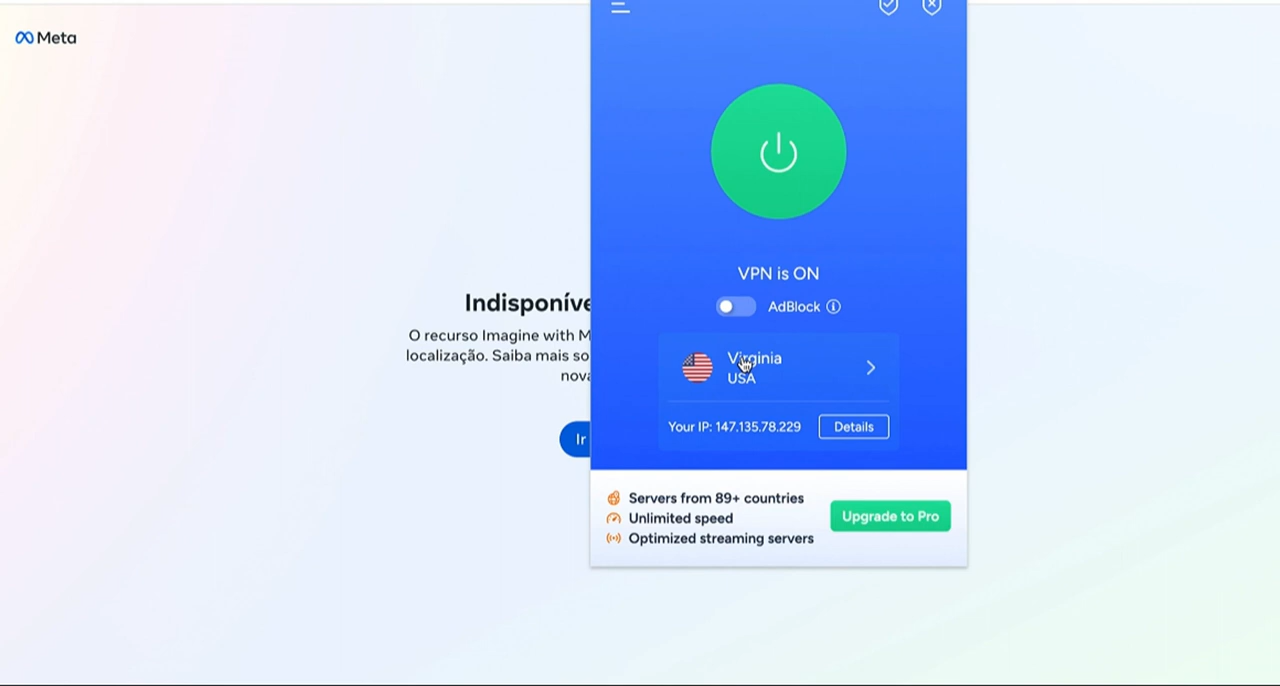 Meta
Indisponíve
O recurso Imagine with M
localização. Saiba mais so
nova
Ir
VPN is ON
AdBlock
Virginia
USA
Your IP: 147.135.78.229
Details
Servers from 89+ countries
Unlimited speed
Optimized streaming servers
Upgrade to Pro